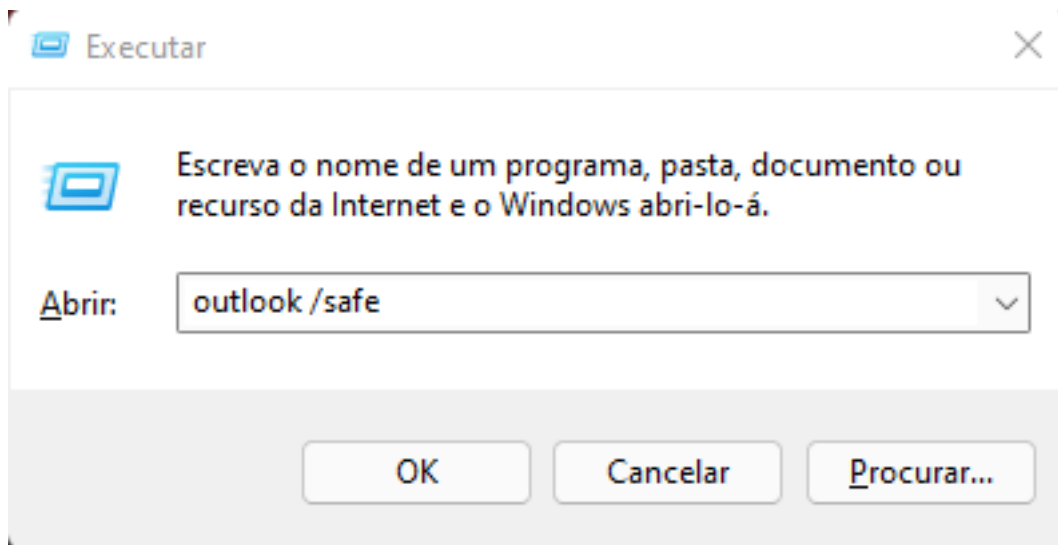 Executar
Escreva o nome de um programa, pasta, documento ou
recurso da Internet e o Windows abri-lo-á.
Abrir: outlook /safe
OK Cancelar Procurar...